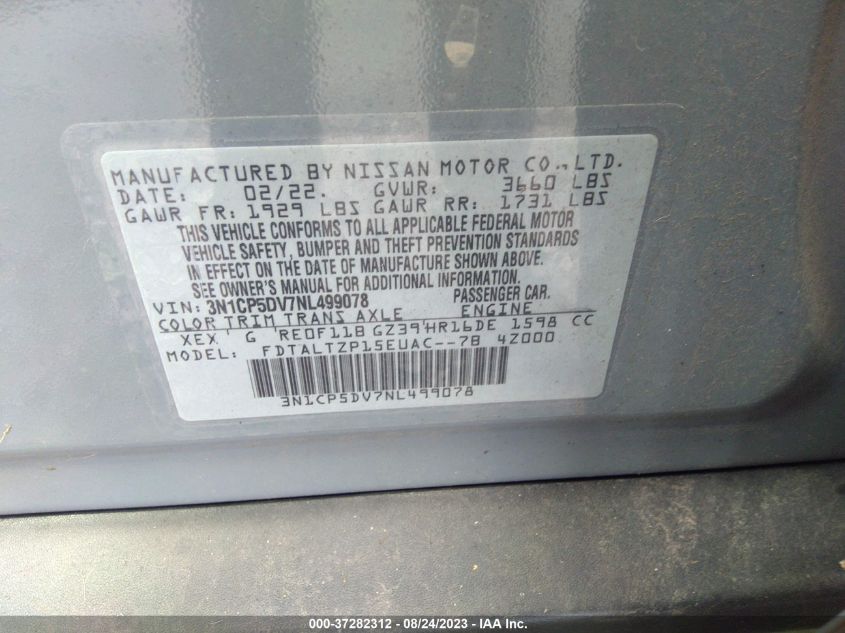 MANUFACTURED BY NISSAN MOTOR CO., LTD.
DATE: 02/22. GVWR: 3660 LBS
GAWR FR: 1929 LBS GAWR RR: 1731 LBS
THIS VEHICLE CONFORMS TO ALL APPLICABLE FEDERAL MOTOR
VEHICLE SAFETY, BUMPER AND THEFT PREVENTION STANDARDS
IN EFFECT ON THE DATE OF MANUFACTURE SHOWN ABOVE.
SEE OWNER'S MANUAL FOR ADDITIONAL INFORMATION.
VIN: 3N1CP5DV7NL499078 PASSENGER CAR.
COLOR TRIM TRANS AXLE ENGINE
XEX G RE0F11B GZ39 HR16DE 1598 CC
MODEL: FDTALTZP15EUAC--7B 4Z000
3N1CP5DV7NL499078
000-37282312 - 08/24/2023 - IAA Inc.